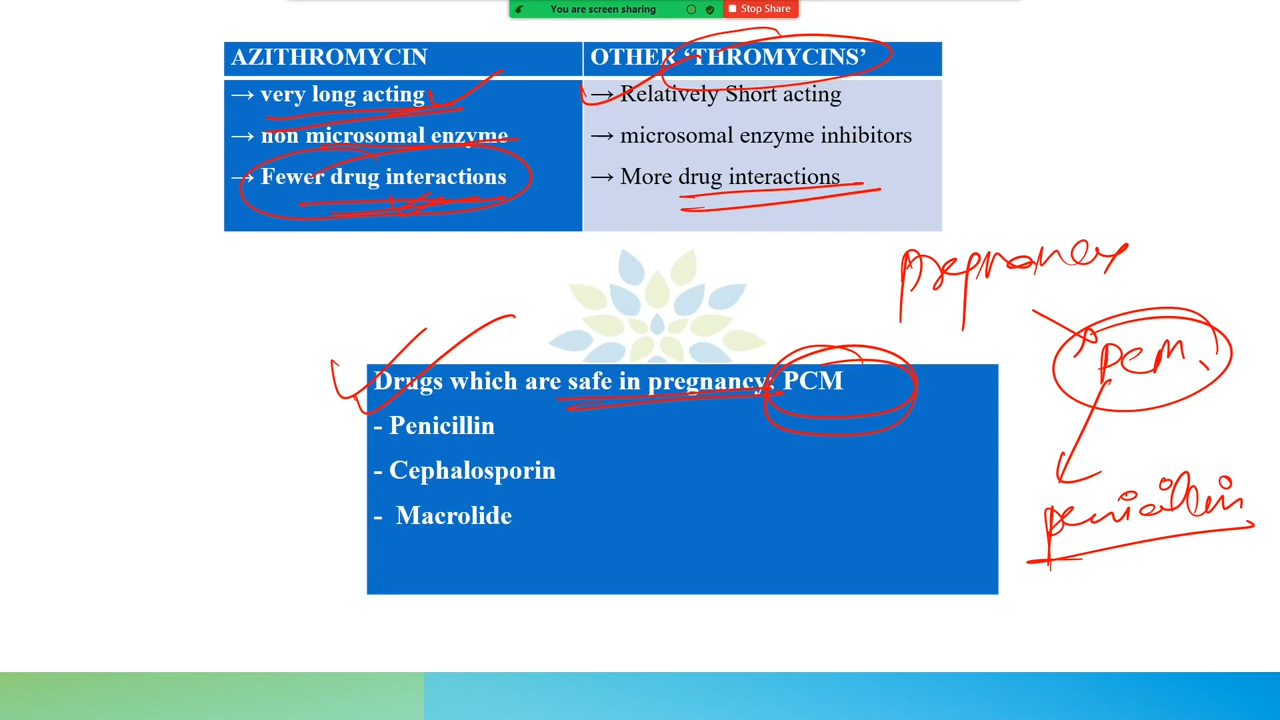 You are screen sharing
Stop Share
AZITHROMYCIN
OTHER ‘THROMYCINS’
→ very long acting
→ non microsomal enzyme
→ Fewer drug interactions
→ Relatively Short acting
→ microsomal enzyme inhibitors
→ More drug interactions
pregnancy
PCM
Drugs which are safe in pregnancy: PCM
- Penicillin
- Cephalosporin
- Macrolide
penicillin